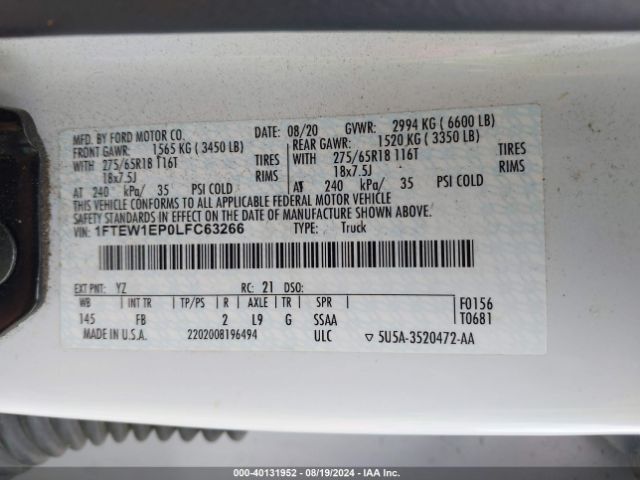 MFD. BY FORD MOTOR CO.
DATE: 08/20 GVWR: 2994 KG ( 6600 LB)
FRONT GAWR: 1565 KG ( 3450 LB)
REAR GAWR: 1520 KG ( 3350 LB)
WITH 275/65R18 116T TIRES
WITH 275/65R18 116T TIRES
18x7.5J RIMS
18x7.5J RIMS
AT 240 kPa/ 35 PSI COLD
AT 240 kPa/ 35 PSI COLD
THIS VEHICLE CONFORMS TO ALL APPLICABLE FEDERAL MOTOR VEHICLE
SAFETY STANDARDS IN EFFECT ON THE DATE OF MANUFACTURE SHOWN ABOVE.
VIN: 1FTEW1EP0LFC63266
TYPE: Truck
EXT PNT: YZ RC: 21 DSO:
WB INT TR TP/PS R AXLE TR SPR
145 FB 2 L9 G SSAA
F0156
T0681
MADE IN U.S.A. 2202008196494 ULC ▽ 5U5A-3520472-AA
000-40131952 - 08/19/2024 - IAA Inc.